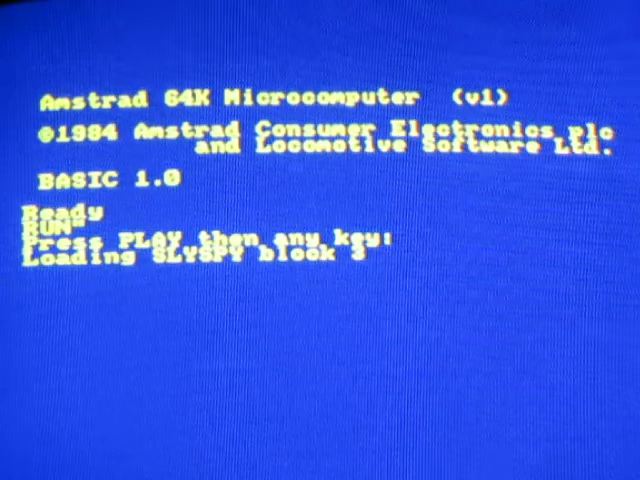 Amstrad 64K Microcomputer (v1)
©1984 Amstrad Consumer Electronics plc
and Locomotive Software Ltd.
BASIC 1.0
Ready
RUN"
Press PLAY then any key:
Loading SLYSPY block 3